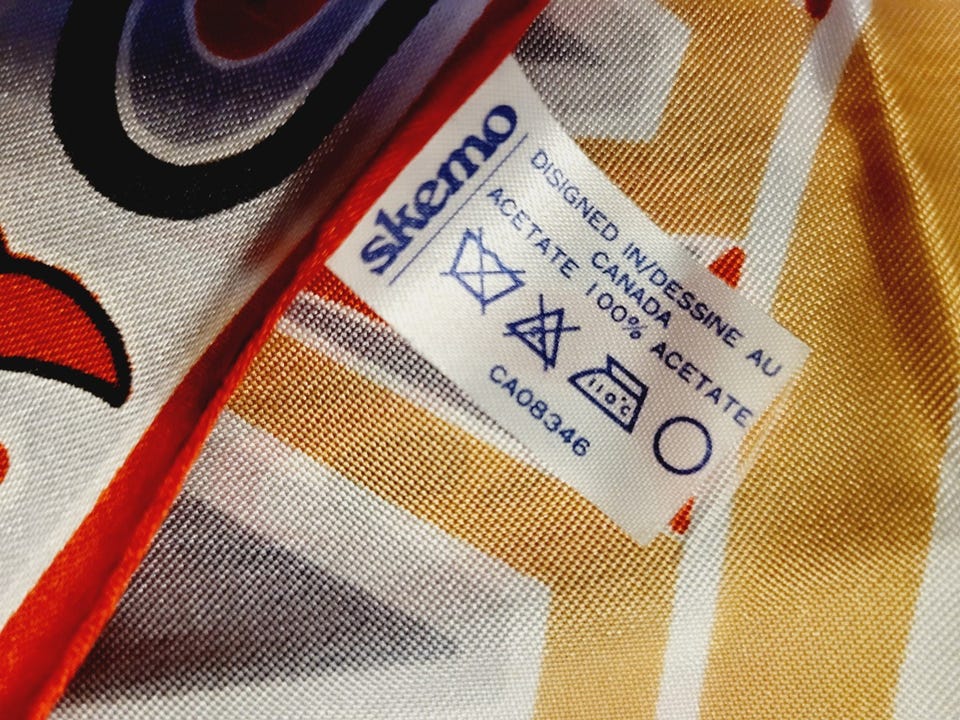 skemo
DISIGNED IN/DESSINE AU
CANADA
ACETATE 100% ACETATE
110°C
CA08346